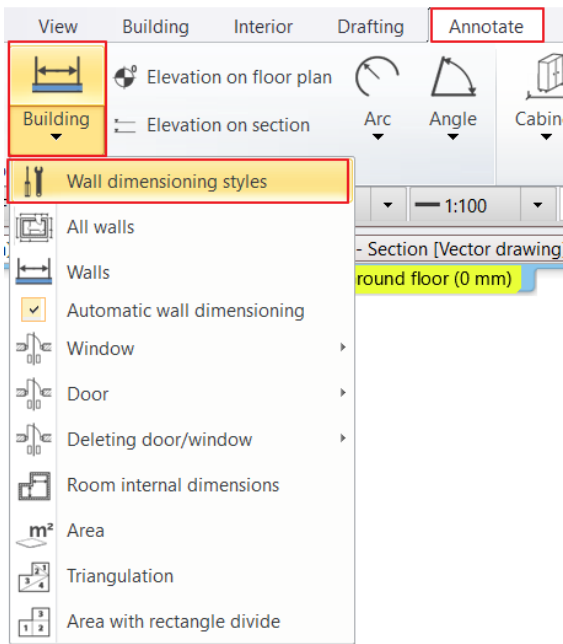 View Building Interior Drafting Annotate
Elevation on floor plan
Building
Elevation on section
Arc Angle
Wall dimensioning styles
1:100
All walls
- Section [Vector drawing]
Walls
(0 mm)
floor
Automatic wall dimensioning
Window
Door
Deleting door/window
Room internal dimensions
m² Area
Triangulation
Area with rectangle divide